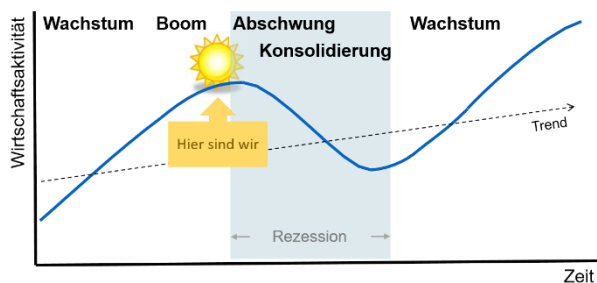 Wachstum Boom Abschwung Wachstum
Konsolidierung
Wirtschaftsaktivität
Hier sind wir
Trend
Rezession
Zeit